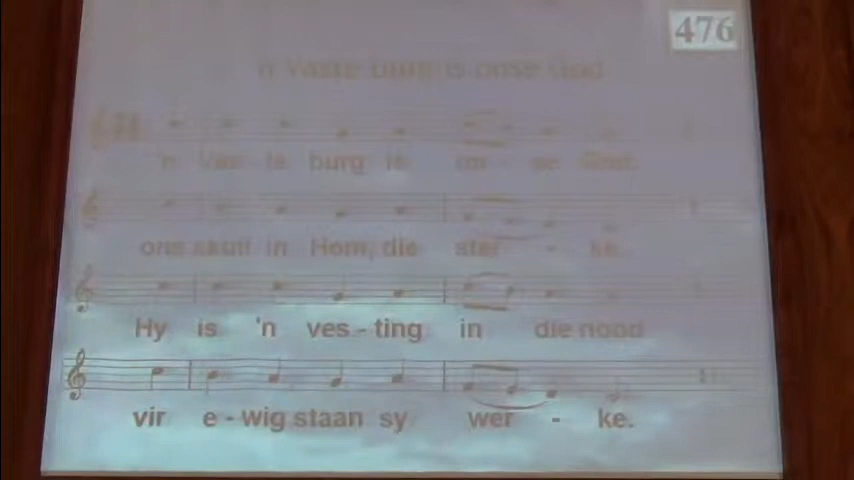 476
'n Vaste burg is onse God
'n Vas - te burg is on - se God
ons skuil in Hom, die ster - ke.
Hy is 'n ves - ting in die nood
vir e - wig staan sy wer - ke.